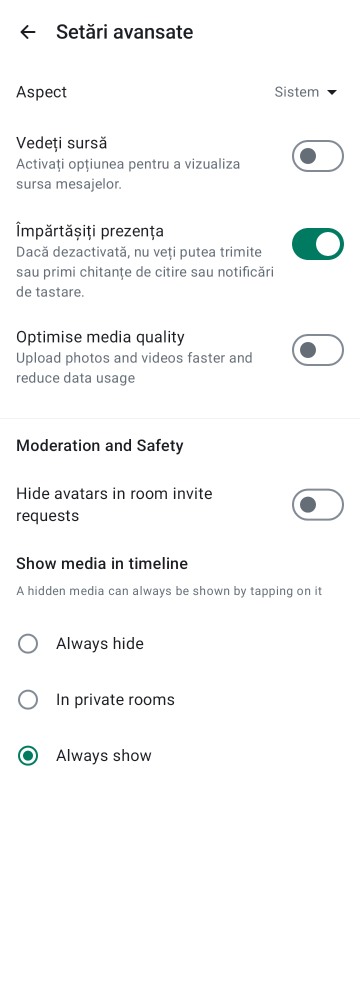 Setări avansate
Aspect
Sistem
Vedeți sursă
Activați opțiunea pentru a vizualiza
sursa mesajelor.
Împărtășiți prezența
Dacă dezactivată, nu veți putea trimite
sau primi chitanțe de citire sau notificări
de tastare.
Optimise media quality
Upload photos and videos faster and
reduce data usage
Moderation and Safety
Hide avatars in room invite
requests
Show media in timeline
A hidden media can always be shown by tapping on it
Always hide
In private rooms
Always show